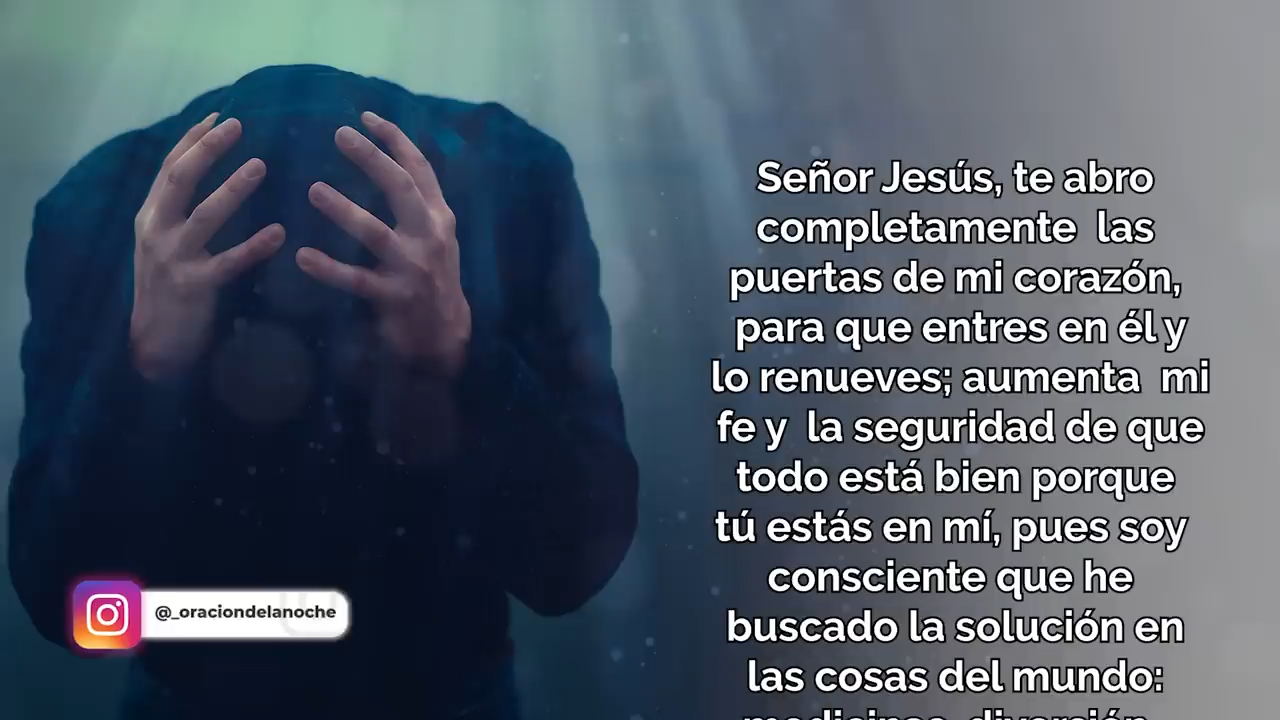 Señor Jesús, te abro
completamente las
puertas de mi corazón,
para que entres en él y
lo renueves; aumenta mi
fe y la seguridad de que
todo está bien porque
tú estás en mí, pues soy
consciente que he
buscado la solución en
las cosas del mundo:
medicinas, diversión,
@_oraciondelanoche